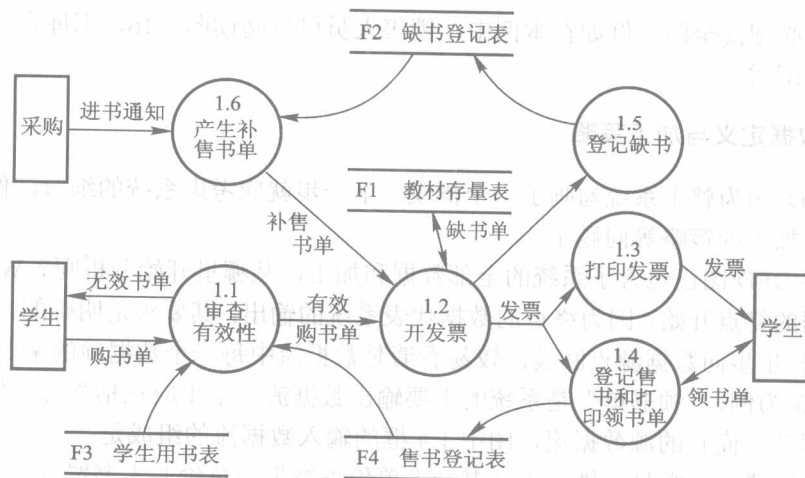 F2 缺书登记表
采购
进书通知
1.6
产生补
售书单
1.5
登记缺书
F1 教材存量表
补售
书单
缺书单
1.3
打印发票
发票
无效书单
学生
购书单
1.1
审查
有效性
有效
购书单
1.2
开发票
发票
1.4
登记售
书和打
印领书单
学生
领书单
F3 学生用书表
F4 售书登记表